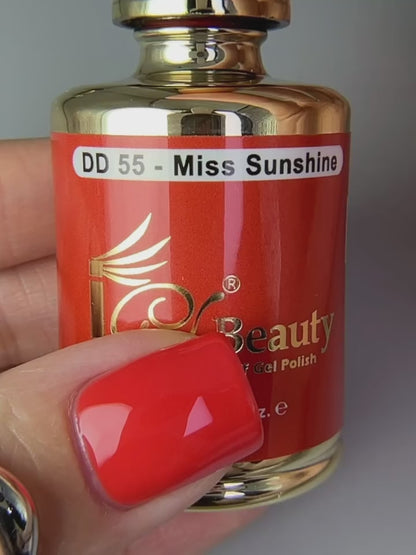 DD 55 - Miss Sunshine
®
Beauty
Gel Polish
z. ℮